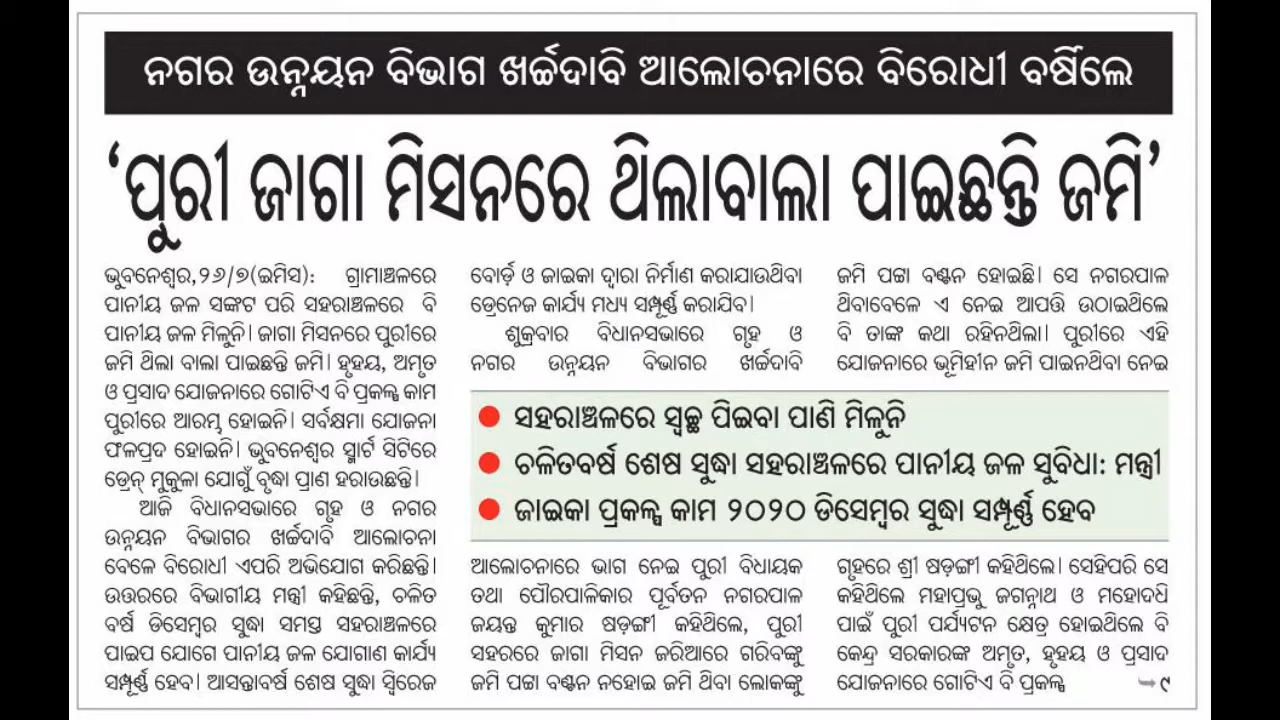 ନଗର ଉନ୍ନୟନ ବିଭାଗ ଖର୍ଚ୍ଚଦାବି ଆଲୋଚନାରେ ବିରୋଧୀ ବର୍ଷିଲେ
‘ପୁରୀ ଜାଗା ମିସନରେ ଥିଲାବାଲା ପାଇଛନ୍ତି ଜମି’
ଭୁବନେଶ୍ୱର,୨୬/୭(ଇମିସ): ଗ୍ରାମାଞ୍ଚଳରେ
ପାନୀୟ ଜଳ ସଙ୍କଟ ପରି ସହରାଞ୍ଚଳରେ ବି
ପାନୀୟ ଜଳ ମିଳୁନି। ଜାଗା ମିସନରେ ପୁରୀରେ
ଜମି ଥିଲା ବାଲା ପାଇଛନ୍ତି ଜମି। ହୃହୟ, ଅମୃତ
ଓ ପ୍ରସାଦ ଯୋଜନାରେ ଗୋଟିଏ ବି ପ୍ରକଳ୍ପ କାମ
ପୁରୀରେ ଆରମ୍ଭ ହୋଇନି। ସର୍ବକ୍ଷମା ଯୋଜନା
ଫଳପ୍ରଦ ହୋଇନି। ଭୁବନେଶ୍ୱର ସ୍ମାର୍ଟ ସିଟିରେ
ଡ୍ରେନ୍ ମୁକୁଳା ଯୋଗୁଁ ବୃଦ୍ଧା ପ୍ରାଣ ହରାଉଛନ୍ତି।
ଆଜି ବିଧାନସଭାରେ ଗୃହ ଓ ନଗର
ଉନ୍ନୟନ ବିଭାଗର ଖର୍ଚ୍ଚଦାବି ଆଲୋଚନା
ବେଳେ ବିରୋଧୀ ଏପରି ଅଭିଯୋଗ କରିଛନ୍ତି।
ଉତ୍ତରରେ ବିଭାଗୀୟ ମନ୍ତ୍ରୀ କହିଛନ୍ତି, ଚଳିତ
ବର୍ଷ ଡିସେମ୍ବର ସୁଦ୍ଧା ସମସ୍ତ ସହରାଞ୍ଚଳରେ
ପାଇପ ଯୋଗେ ପାନୀୟ ଜଳ ଯୋଗାଣ କାର୍ଯ୍ୟ
ସମ୍ପୂର୍ଣ୍ଣ ହେବ। ଆସନ୍ତାବର୍ଷ ଶେଷ ସୁଦ୍ଧା ସ୍ୱିରେଜ
ବୋର୍ଡ଼ ଓ ଜାଇକା ଦ୍ୱାରା ନିର୍ମାଣ କରାଯାଉଥିବା
ଡ୍ରେନେଜ କାର୍ଯ୍ୟ ମଧ୍ୟ ସମ୍ପୂର୍ଣ୍ଣ କରାଯିବ।
ଶୁକ୍ରବାର ବିଧାନସଭାରେ ଗୃହ ଓ
ନଗର ଉନ୍ନୟନ ବିଭାଗର ଖର୍ଚ୍ଚଦାବି
ଜମି ପଟ୍ଟା ବଣ୍ଟନ ହୋଇଛି। ସେ ନଗରପାଳ
ଥିବାବେଳେ ଏ ନେଇ ଆପତ୍ତି ଉଠାଇଥିଲେ
ବି ତାଙ୍କ କଥା ରହିନଥିଲା। ପୁରୀରେ ଏହି
ଯୋଜନାରେ ଭୂମିହୀନ ଜମି ପାଇନଥିବା ନେଇ
ସହରାଞ୍ଚଳରେ ସ୍ୱଚ୍ଛ ପିଇବା ପାଣି ମିଳୁନି
ଚଳିତବର୍ଷ ଶେଷ ସୁଦ୍ଧା ସହରାଞ୍ଚଳରେ ପାନୀୟ ଜଳ ସୁବିଧା: ମନ୍ତ୍ରୀ
ଜାଇକା ପ୍ରକଳ୍ପ କାମ ୨୦୨୦ ଡିସେମ୍ବର ସୁଦ୍ଧା ସମ୍ପୂର୍ଣ୍ଣ ହେବ
ଆଲୋଚନାରେ ଭାଗ ନେଇ ପୁରୀ ବିଧାୟକ
ତଥା ପୌରପାଳିକାର ପୂର୍ବତନ ନଗରପାଳ
ଜୟନ୍ତ କୁମାର ଷଡ଼ଙ୍ଗୀ କହିଥିଲେ, ପୁରୀ
ସହରରେ ଜାଗା ମିସନ ଜରିଆରେ ଗରିବଙ୍କୁ
ଜମି ପଟ୍ଟା ବଣ୍ଟନ ନହୋଇ ଜମି ଥିବା ଲୋକଙ୍କୁ
ଗୃହରେ ଶ୍ରୀ ଷଡ଼ଙ୍ଗୀ କହିଥିଲେ। ସେହିପରି ସେ
କହିଥିଲେ ମହାପ୍ରଭୁ ଜଗନ୍ନାଥ ଓ ମହୋଦଧି
ପାଇଁ ପୁରୀ ପର୍ଯ୍ୟଟନ କ୍ଷେତ୍ର ହୋଇଥିଲେ ବି
କେନ୍ଦ୍ର ସରକାରଙ୍କ ଅମୃତ, ହୃହୟ ଓ ପ୍ରସାଦ
ଯୋଜନାରେ ଗୋଟିଏ ବି ପ୍ରକଳ୍ପ ➥୯